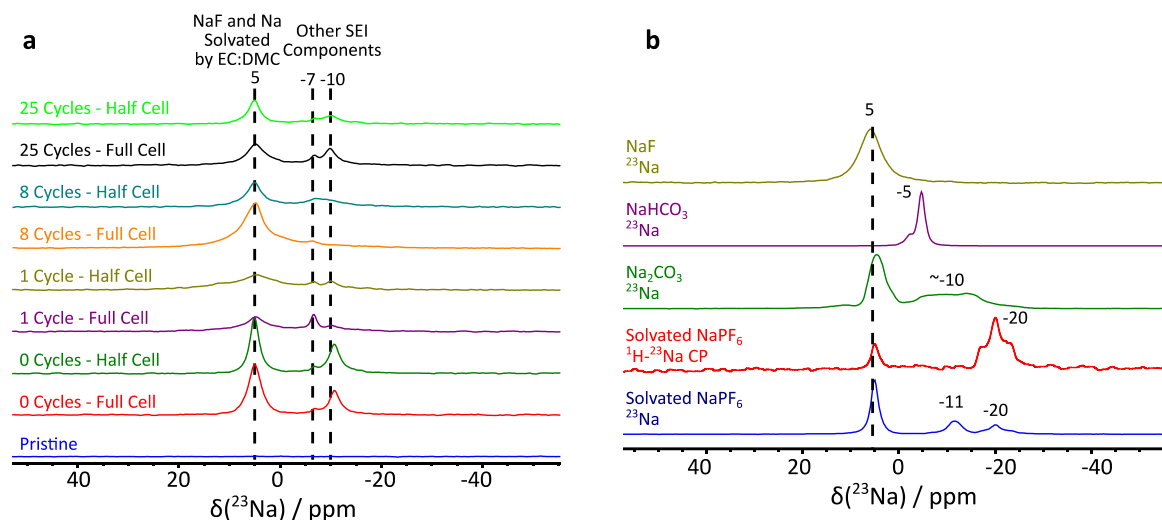 a
NaF and Na
Solvated
by EC:DMC
5
Other SEI
Components
-7 -10
25 Cycles - Half Cell
25 Cycles - Full Cell
8 Cycles - Half Cell
8 Cycles - Full Cell
1 Cycle - Half Cell
1 Cycle - Full Cell
0 Cycles - Half Cell
0 Cycles - Full Cell
Pristine
40 20 0 -20 -40
δ(²³Na) / ppm
b
5
NaF
²³Na
-5
NaHCO₃
²³Na
Na₂CO₃
²³Na
~-10
Solvated NaPF₆
¹H-²³Na CP
-20
Solvated NaPF₆
²³Na
-11
-20
40 20 0 -20 -40
δ(²³Na) / ppm